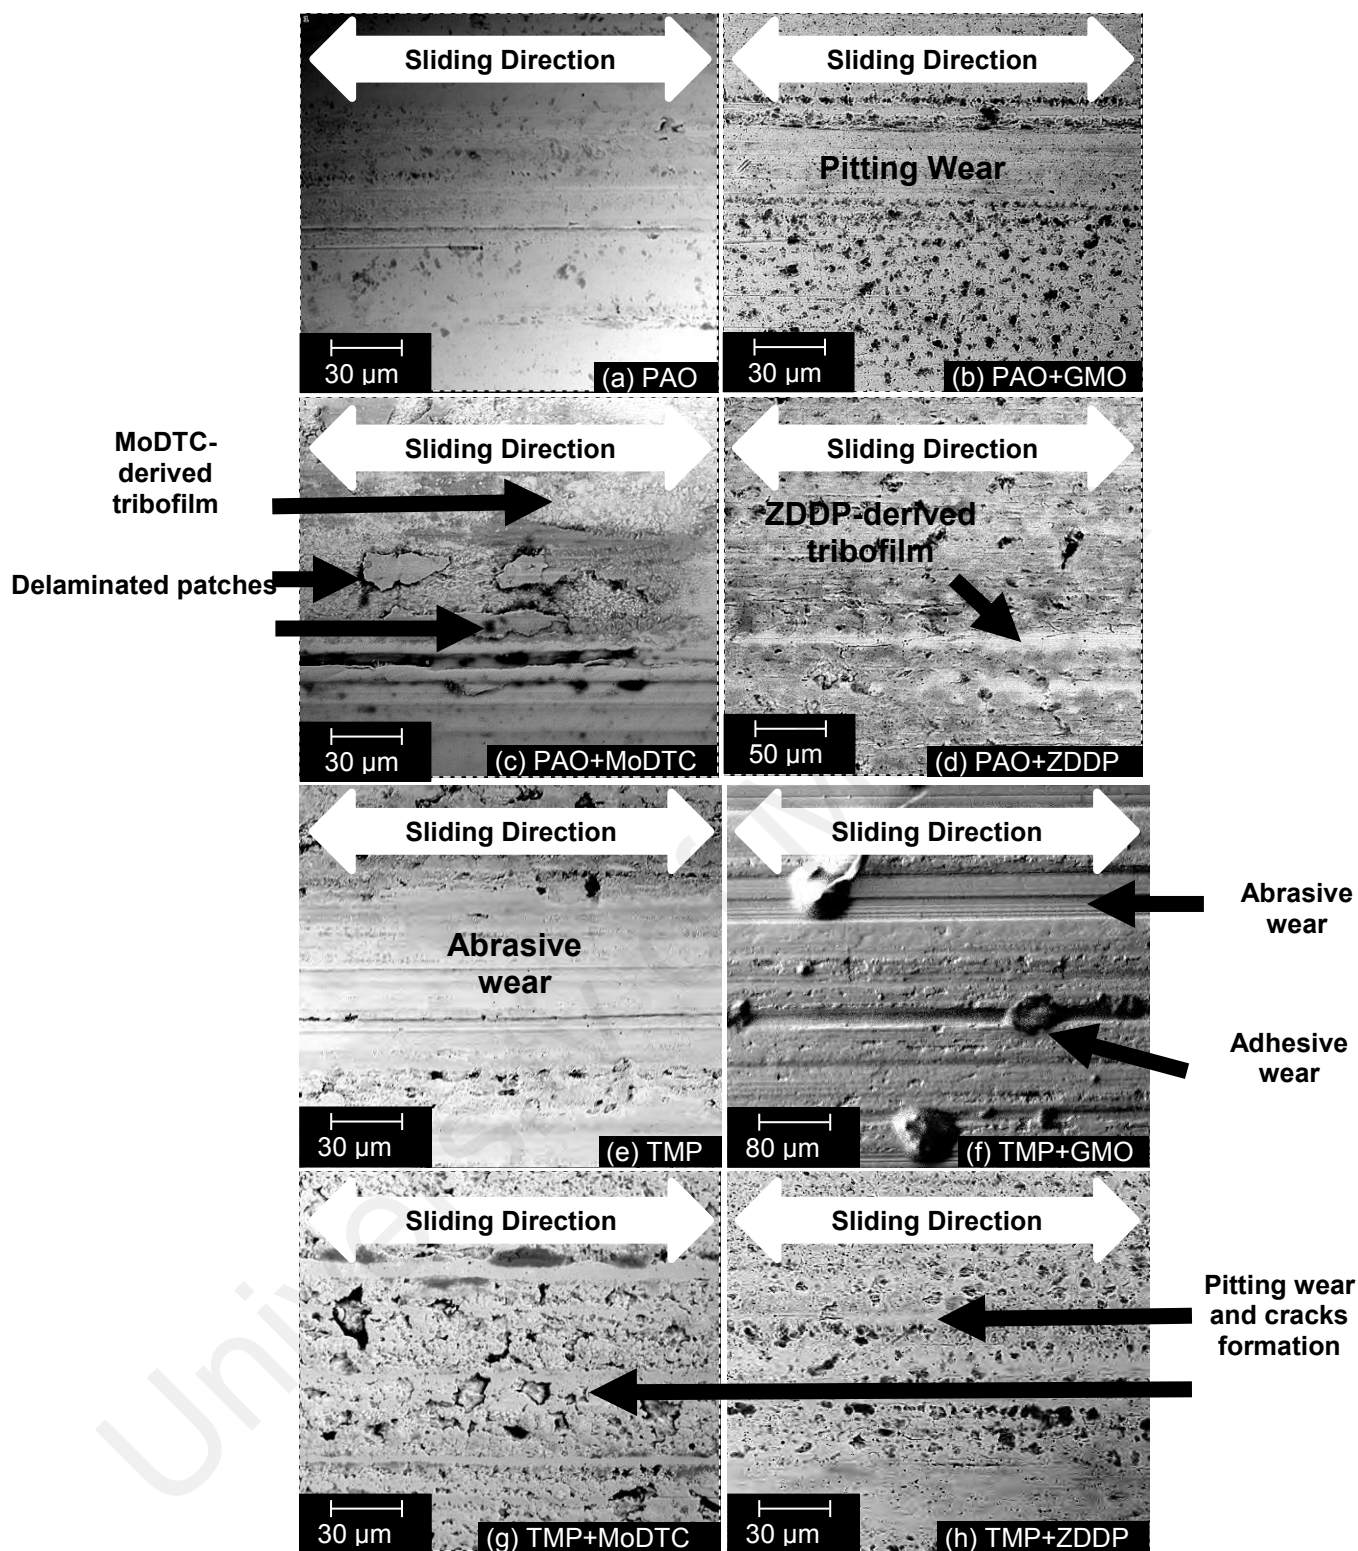 Sliding Direction
Sliding Direction
Pitting Wear
30 µm
(a) PAO
30 µm
(b) PAO+GMO
MoDTC-
derived
tribofilm
Sliding Direction
Sliding Direction
ZDDP-derived
tribofilm
Delaminated patches
30 µm
(c) PAO+MoDTC
50 µm
(d) PAO+ZDDP
Sliding Direction
Sliding Direction
Abrasive
wear
Abrasive
wear
Adhesive
wear
30 µm
(e) TMP
80 µm
(f) TMP+GMO
Sliding Direction
Sliding Direction
Pitting wear
and cracks
formation
30 µm
(g) TMP+MoDTC
30 µm
(h) TMP+ZDDP